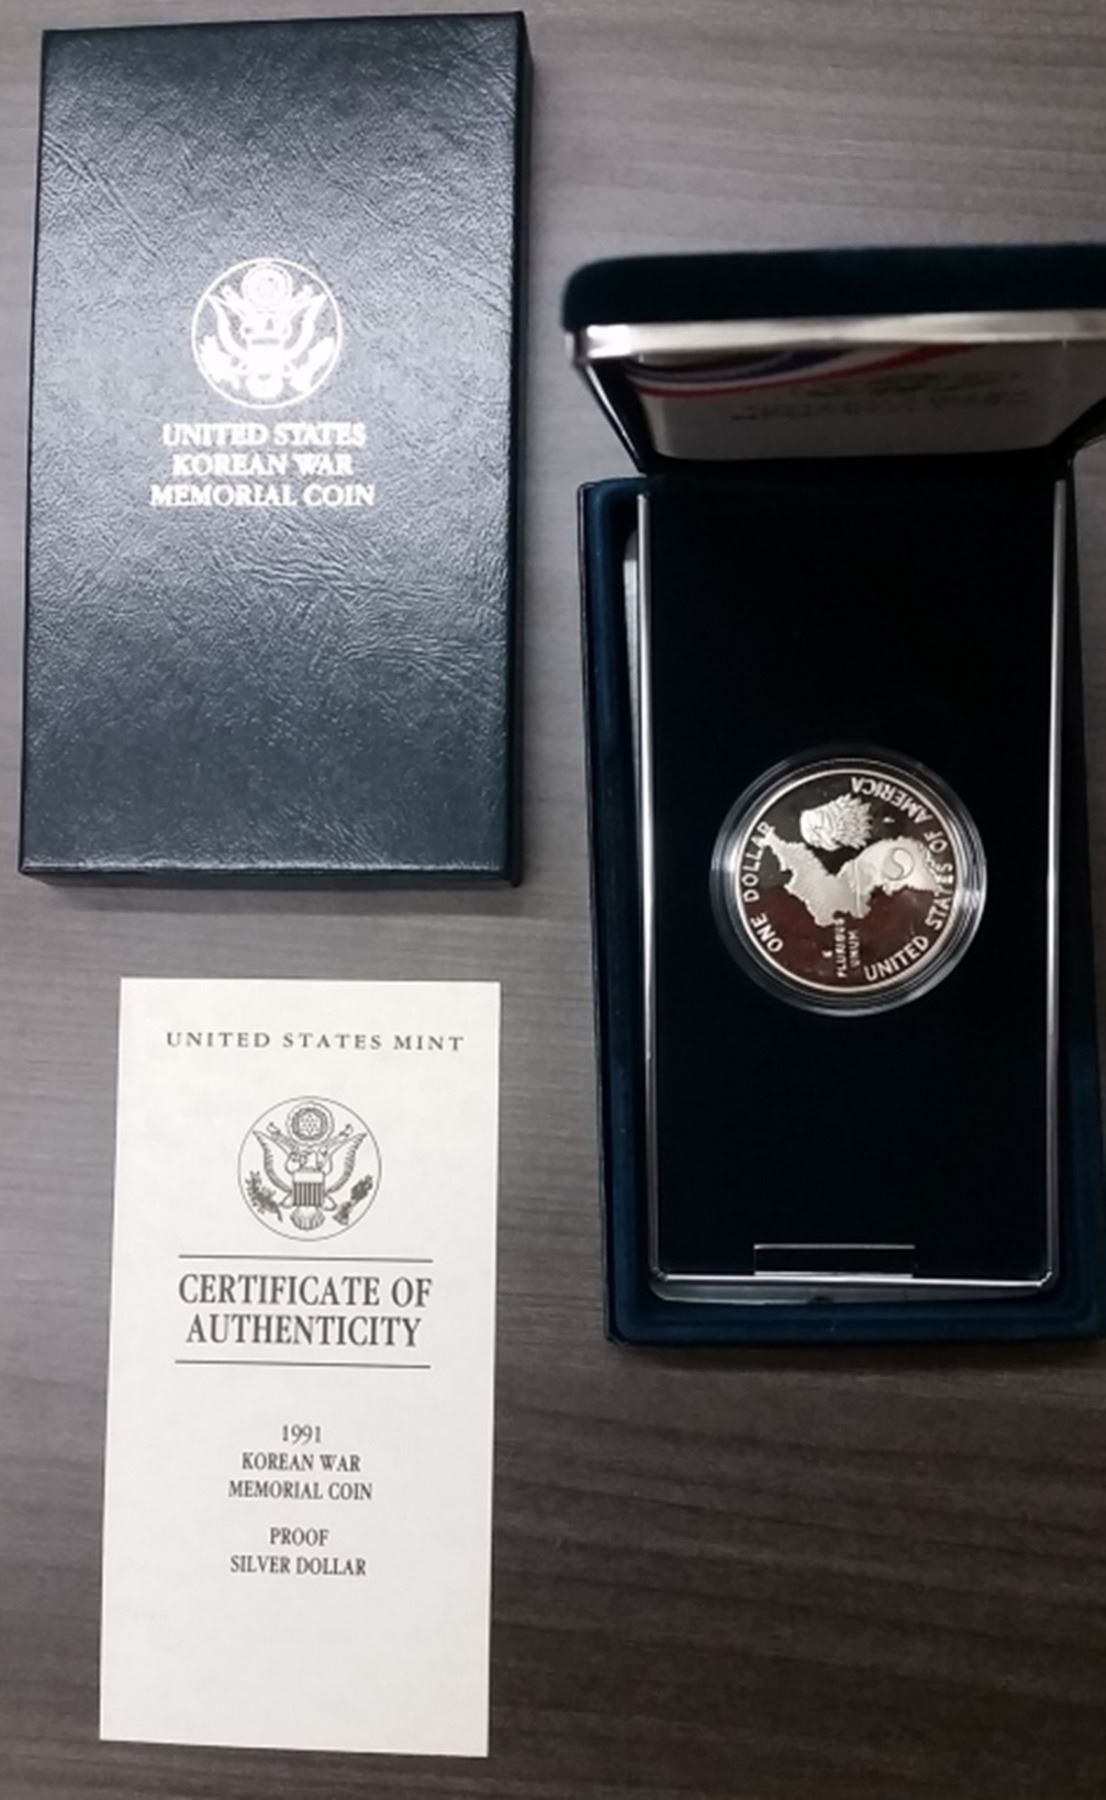 UNITED STATES
KOREAN WAR
MEMORIAL COIN
ONE DOLLAR
UNITED STATES OF AMERICA
E
PLURIBUS
UNUM
UNITED STATES MINT
CERTIFICATE OF
AUTHENTICITY
1991
KOREAN WAR
MEMORIAL COIN
PROOF
SILVER DOLLAR